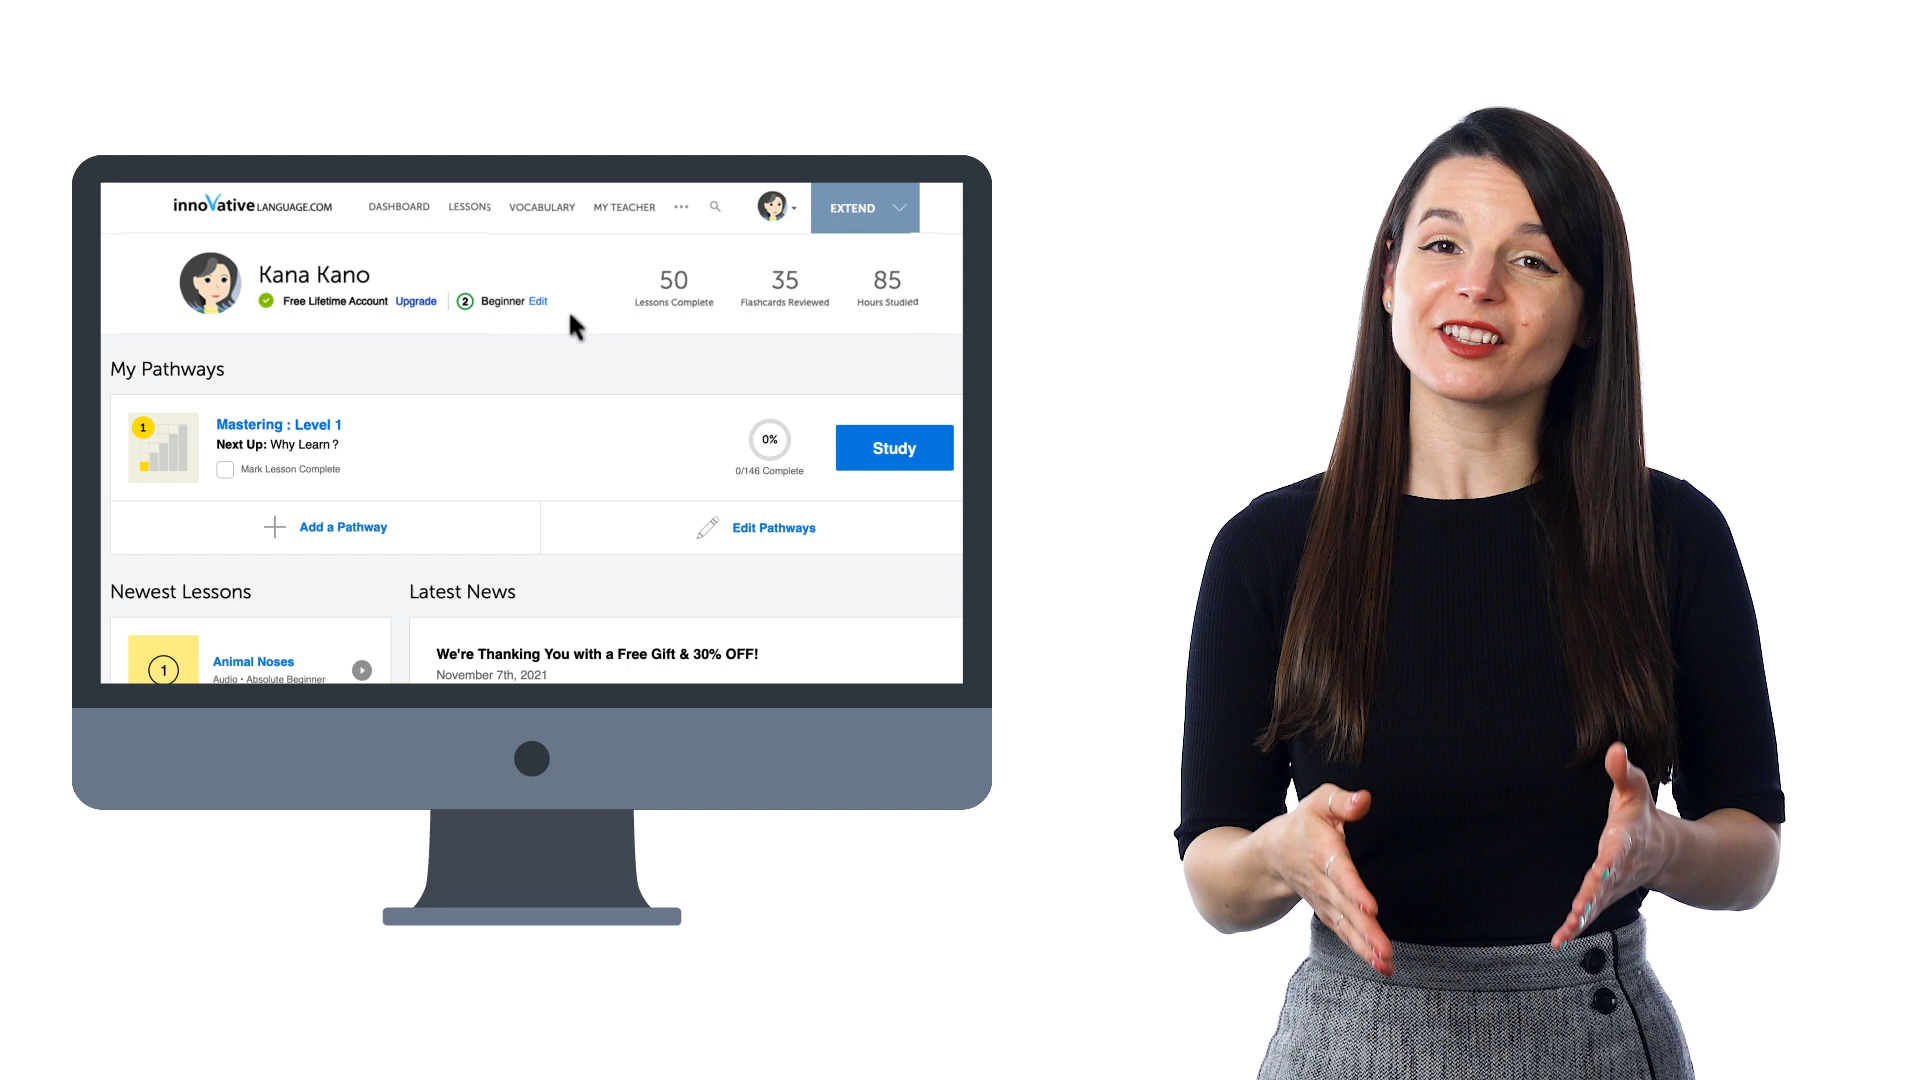 innoVative LANGUAGE.COM DASHBOARD LESSONS VOCABULARY MY TEACHER EXTEND
Kana Kano
Free Lifetime Account Upgrade 2 Beginner Edit
50 35 85
Lessons Complete Flashcards Reviewed Hours Studied
My Pathways
1
Mastering : Level 1
Next Up: Why Learn ?
Mark Lesson Complete
0%
0/146 Complete
Study
Add a Pathway
Edit Pathways
Newest Lessons
1
Animal Noses
Audio • Absolute Beginner
Latest News
We're Thanking You with a Free Gift & 30% OFF!
November 7th, 2021